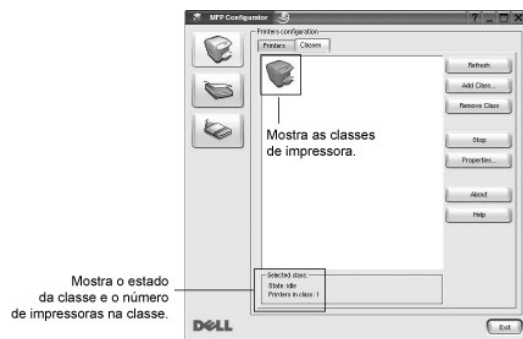 MFP Configurator
Printers configuration
Printers
Classes
Refresh
Add Class...
Remove Class
Mostra as classes
de impressora.
Stop
Properties...
About
Help
Selected class:
State :idle
Printers in class: 1
Mostra o estado
da classe e o número
de impressoras na classe.
DELL
Exit